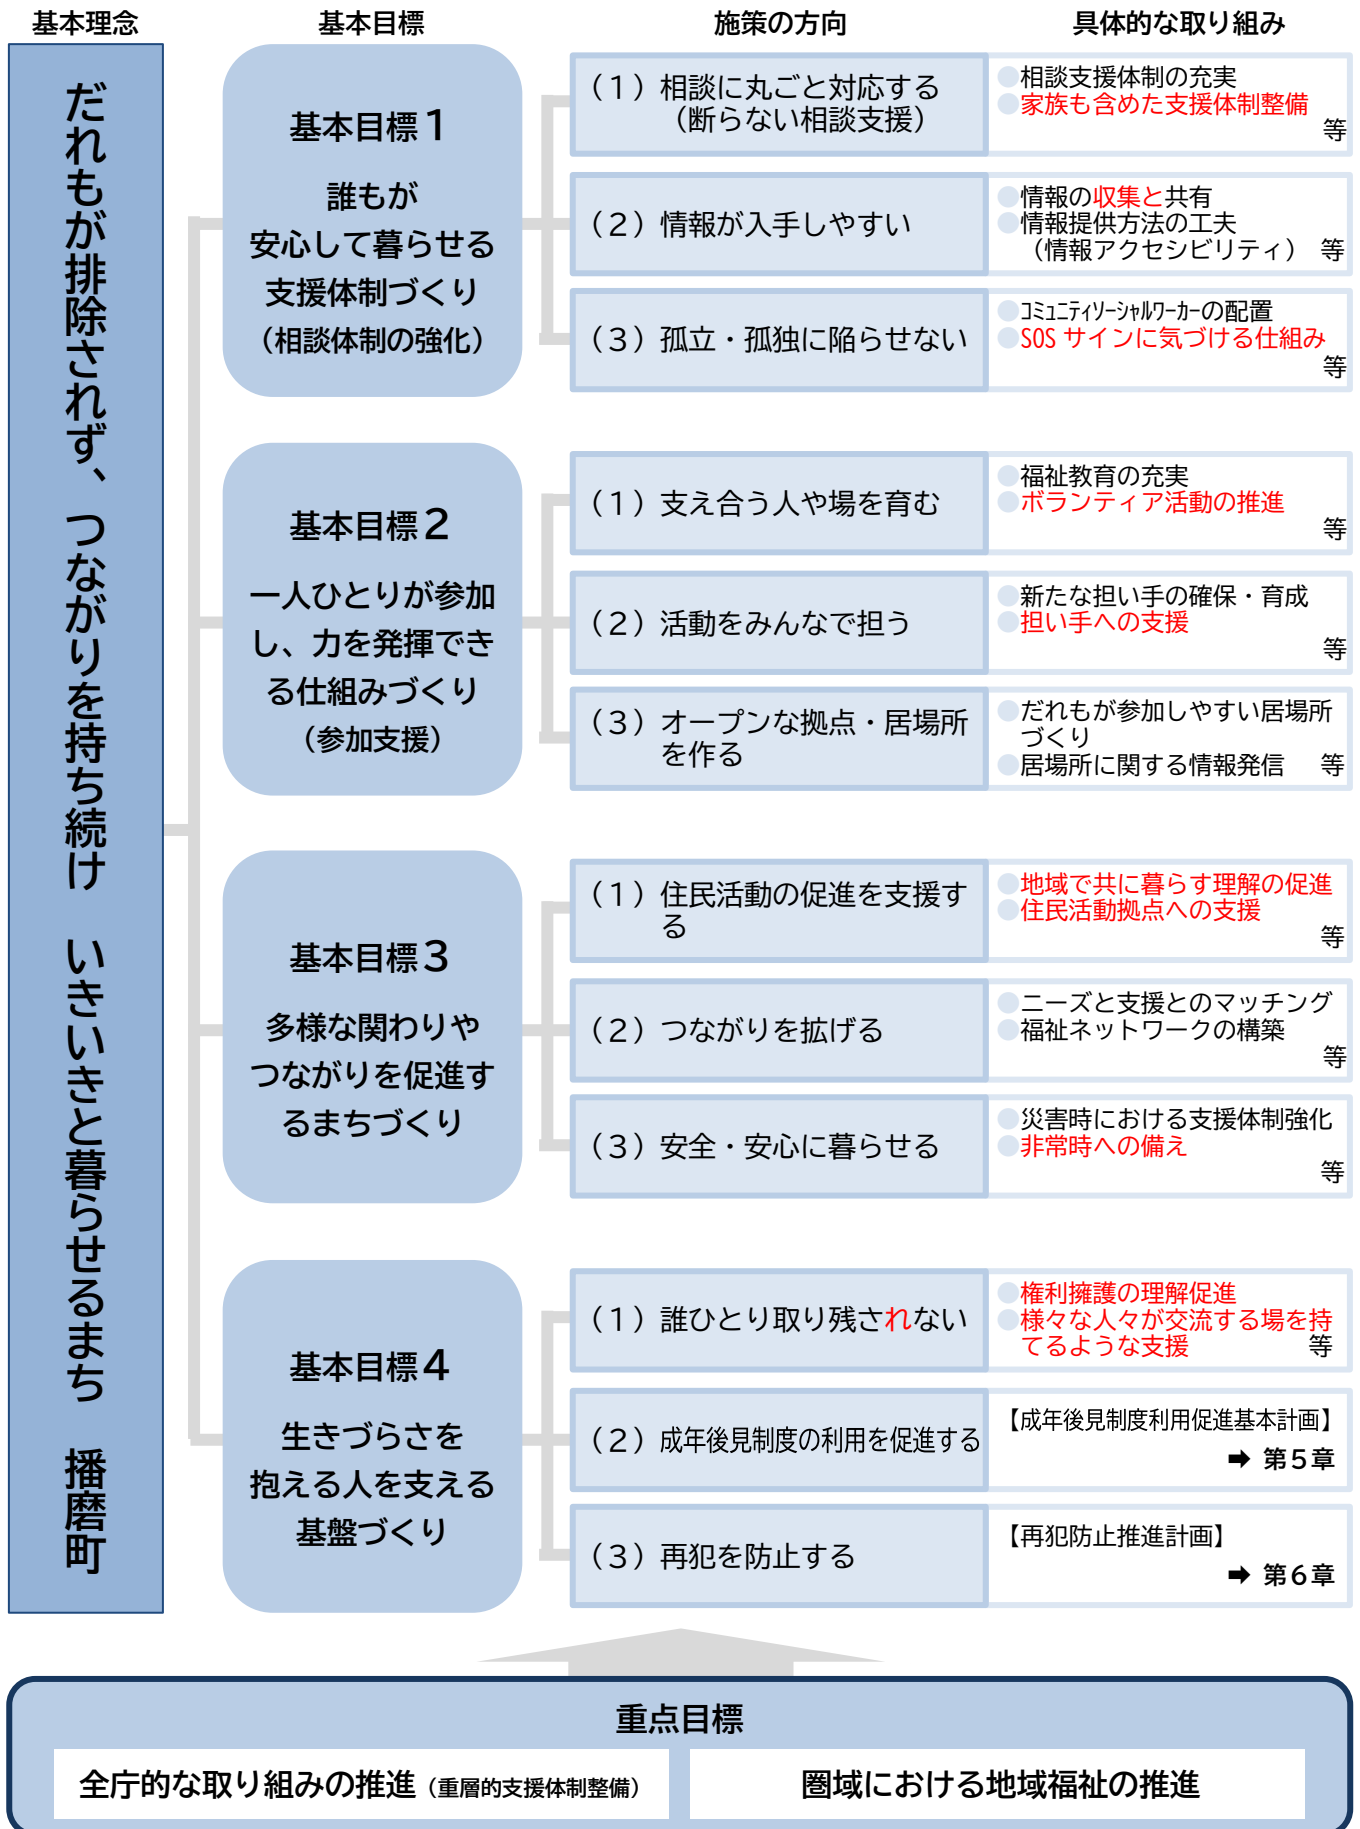 基本理念
基本目標
施策の方向
具体的な取り組み
だれもが排除されず、つながりを持ち続け　いきいきと暮らせるまち　播磨町
基本目標１
誰もが
安心して暮らせる
支援体制づくり
（相談体制の強化）
（１）相談に丸ごと対応する
（断らない相談支援）
●相談支援体制の充実
●家族も含めた支援体制整備
等
（２）情報が入手しやすい
●情報の収集と共有
●情報提供方法の工夫
（情報アクセシビリティ） 等
（３）孤立・孤独に陥らせない
●ｺﾐｭﾆﾃｨｿｰｼｬﾙﾜｰｶｰの配置
●SOS サインに気づける仕組み
等
基本目標２
一人ひとりが参加
し、力を発揮でき
る仕組みづくり
（参加支援）
（１）支え合う人や場を育む
●福祉教育の充実
●ボランティア活動の推進
等
（２）活動をみんなで担う
●新たな担い手の確保・育成
●担い手への支援
等
（３）オープンな拠点・居場所
を作る
●だれもが参加しやすい居場所
づくり
●居場所に関する情報発信 等
基本目標３
多様な関わりや
つながりを促進す
るまちづくり
（１）住民活動の促進を支援す
る
●地域で共に暮らす理解の促進
●住民活動拠点への支援
等
（２）つながりを拡げる
●ニーズと支援とのマッチング
●福祉ネットワークの構築
等
（３）安全・安心に暮らせる
●災害時における支援体制強化
●非常時への備え
等
基本目標４
生きづらさを
抱える人を支える
基盤づくり
（１）誰ひとり取り残されない
●権利擁護の理解促進
●様々な人々が交流する場を持
てるような支援 等
（２）成年後見制度の利用を促進する
【成年後見制度利用促進基本計画】
➡ 第５章
（３）再犯を防止する
【再犯防止推進計画】
➡ 第６章
重点目標
全庁的な取り組みの推進（重層的支援体制整備）
圏域における地域福祉の推進